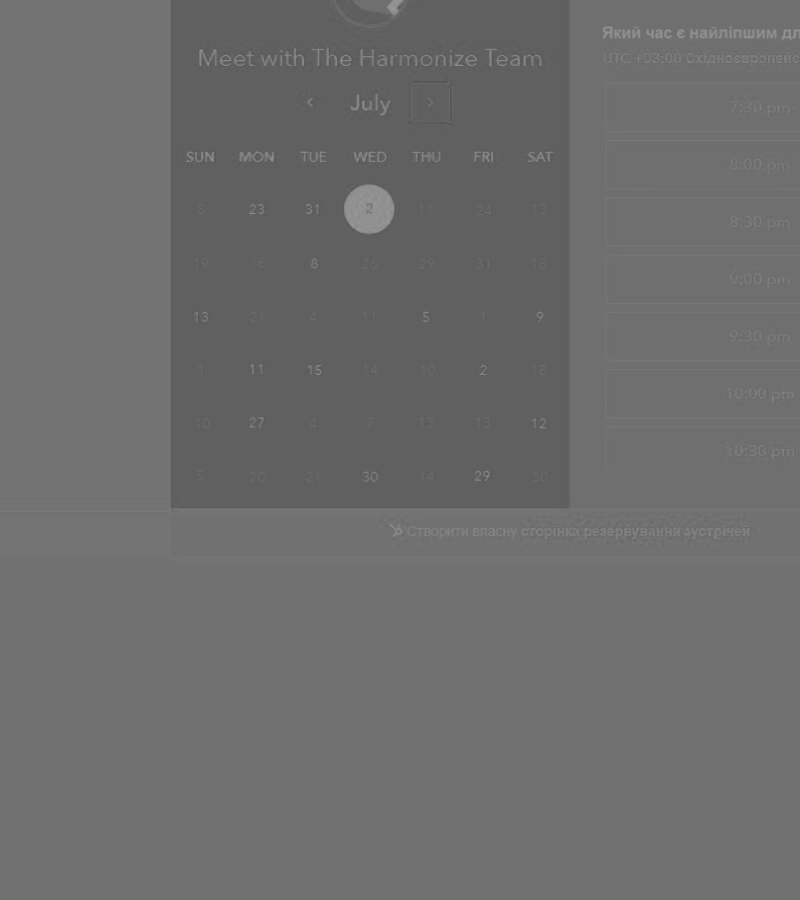 Meet with The Harmonize Team
July
SUN MON TUE WED THU FRI SAT
8 23 31 2 11 24 13
19 16 8 26 29 31 18
13 21 4 11 5 1 9
1 11 15 14 10 2 18
10 27 4 7 13 13 12
5 20 21 30 14 29 30
Який час є найліпшим
UTC +03:00
7:30 pm
8:00 pm
8:30 pm
9:00 pm
9:30 pm
10:00 pm
10:30 pm
Створити власну сторінка резервування зустрічей